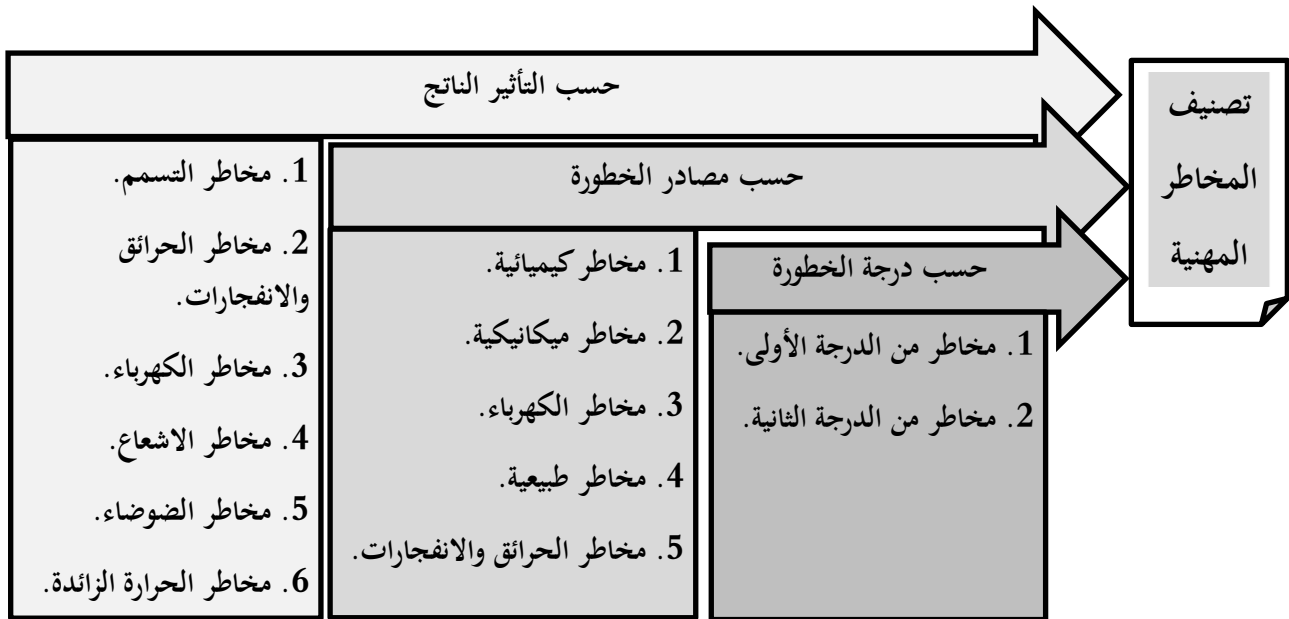 تصنيف
المخاطر
المهنية
حسب التأثير الناتج
1. مخاطر التسمم.
2. مخاطر الحرائق
والانفجارات.
3. مخاطر الكهرباء.
4. مخاطر الاشعاع.
5. مخاطر الضوضاء.
6. مخاطر الحرارة الزائدة.
حسب مصادر الخطورة
1. مخاطر كيميائية.
2. مخاطر ميكانيكية.
3. مخاطر الكهرباء.
4. مخاطر طبيعية.
5. مخاطر الحرائق والانفجارات.
حسب درجة الخطورة
1. مخاطر من الدرجة الأولى.
2. مخاطر من الدرجة الثانية.